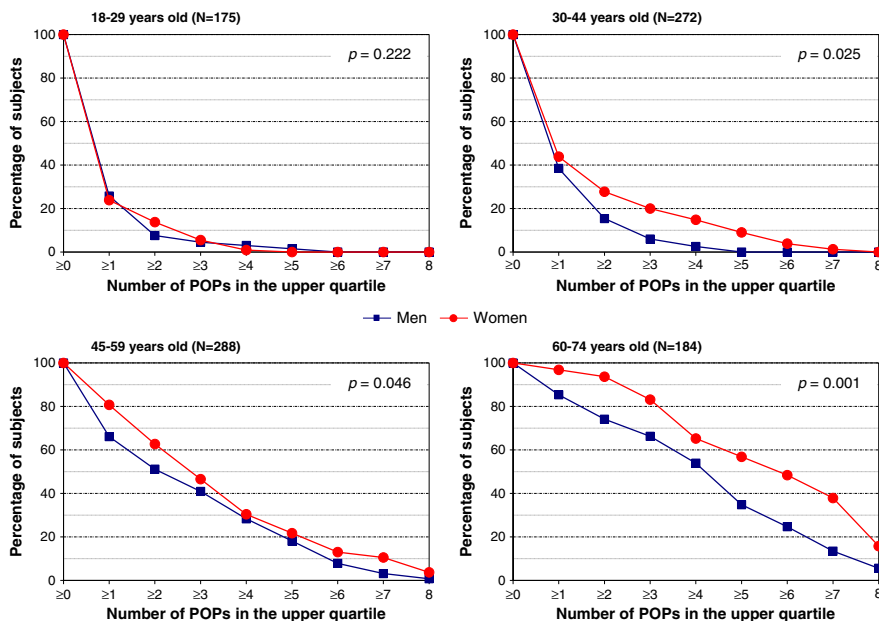 18-29 years old (N=175)
Percentage of subjects
100
80
60
40
20
0
p = 0.222
≥0 ≥1 ≥2 ≥3 ≥4 ≥5 ≥6 ≥7 8
Number of POPs in the upper quartile
30-44 years old (N=272)
Percentage of subjects
100
80
60
40
20
0
p = 0.025
≥0 ≥1 ≥2 ≥3 ≥4 ≥5 ≥6 ≥7 8
Number of POPs in the upper quartile
Men Women
45-59 years old (N=288)
Percentage of subjects
100
80
60
40
20
0
p = 0.046
≥0 ≥1 ≥2 ≥3 ≥4 ≥5 ≥6 ≥7 8
Number of POPs in the upper quartile
60-74 years old (N=184)
Percentage of subjects
100
80
60
40
20
0
p = 0.001
≥0 ≥1 ≥2 ≥3 ≥4 ≥5 ≥6 ≥7 8
Number of POPs in the upper quartile